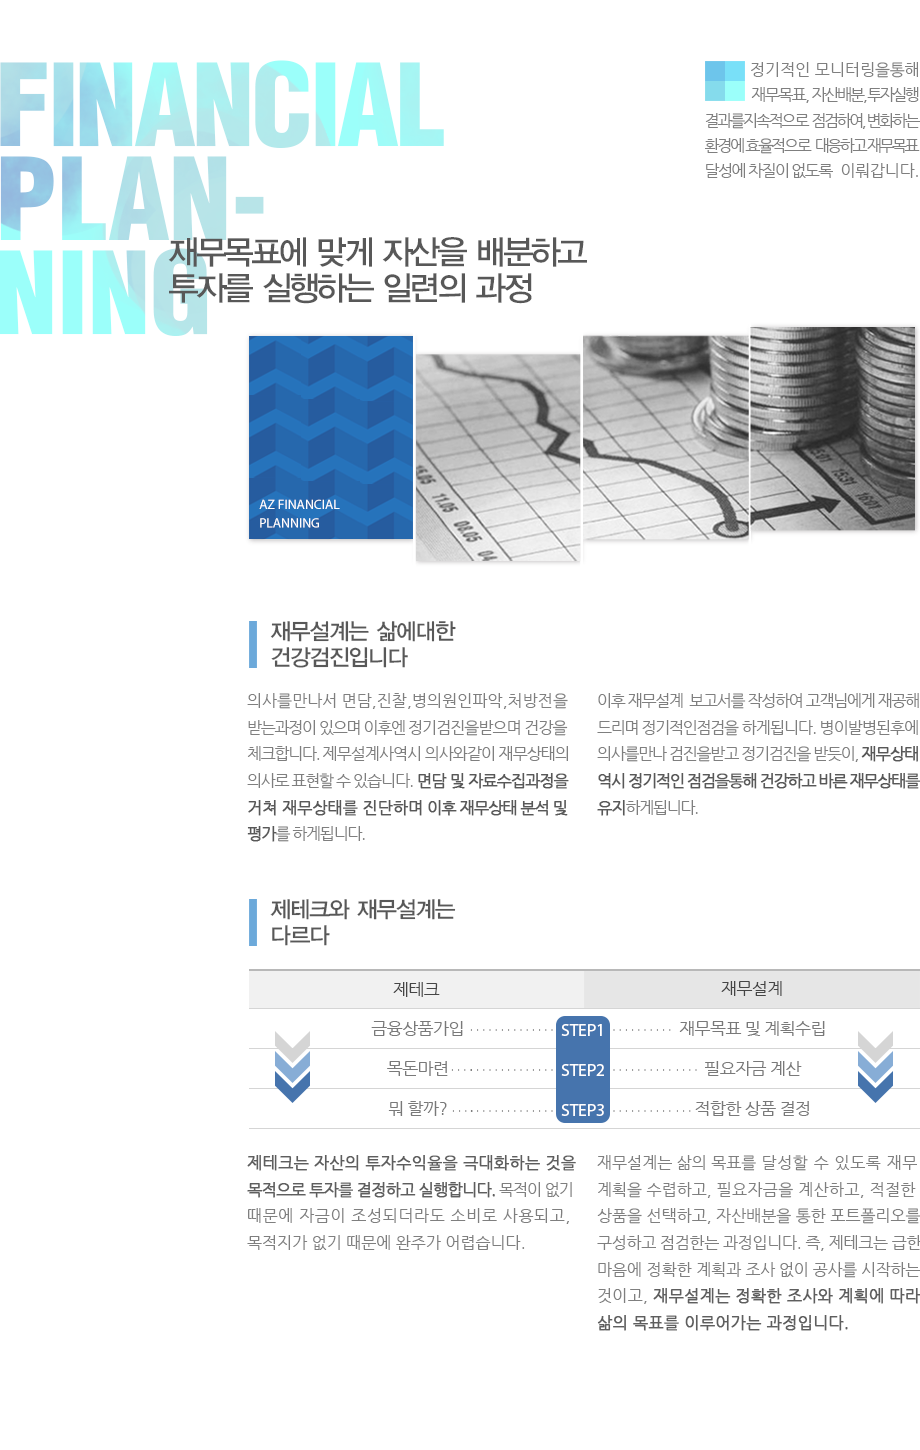 FINANCIAL
PLAN-
NING
정기적인 모니터링을통해
재무목표, 자산배분,투자실행
결과를지속적으로 점검하여,변화하는
환경에 효율적으로 대응하고재무목표
달성에 차질이 없도록 이뤄갑니다.
재무목표에 맞게 자산을 배분하고
투자를 실행하는 일련의 과정
AZ FINANCIAL
PLANNING
15.05 11.05 08.05 04
15.01 15.01 16.01
재무설계는 삶에대한
건강검진입니다
의사를만나서 면담,진찰,병의원인파악,처방전을
받는과정이 있으며 이후엔 정기검진을받으며 건강을
체크합니다. 제무설계사역시 의사와같이 재무상태의
의사로 표현할 수 있습니다. 면담 및 자료수집과정을
거쳐 재무상태를 진단하며 이후 재무상태 분석 및
평가를 하게됩니다.
이후 재무설계 보고서를 작성하여 고객님에게 재공해
드리며 정기적인점검을 하게됩니다. 병이발병된후에
의사를만나 검진을받고 정기검진을 받듯이, 재무상태
역시 정기적인 점검을통해 건강하고 바른 재무상태를
유지하게됩니다.
제테크와 재무설계는
다르다
제테크 재무설계
금융상품가입 ·············· STEP1 ·········· 재무목표 및 계획수립
목돈마련 ················· STEP2 ·············· 필요자금 계산
뭐 할까? ················· STEP3 ············· 적합한 상품 결정
제테크는 자산의 투자수익율을 극대화하는 것을
목적으로 투자를 결정하고 실행합니다. 목적이 없기
때문에 자금이 조성되더라도 소비로 사용되고,
목적지가 없기 때문에 완주가 어렵습니다.
재무설계는 삶의 목표를 달성할 수 있도록 재무
계획을 수렵하고, 필요자금을 계산하고, 적절한
상품을 선택하고, 자산배분을 통한 포트폴리오를
구성하고 점검한는 과정입니다. 즉, 제테크는 급한
마음에 정확한 계획과 조사 없이 공사를 시작하는
것이고, 재무설계는 정확한 조사와 계획에 따라
삶의 목표를 이루어가는 과정입니다.